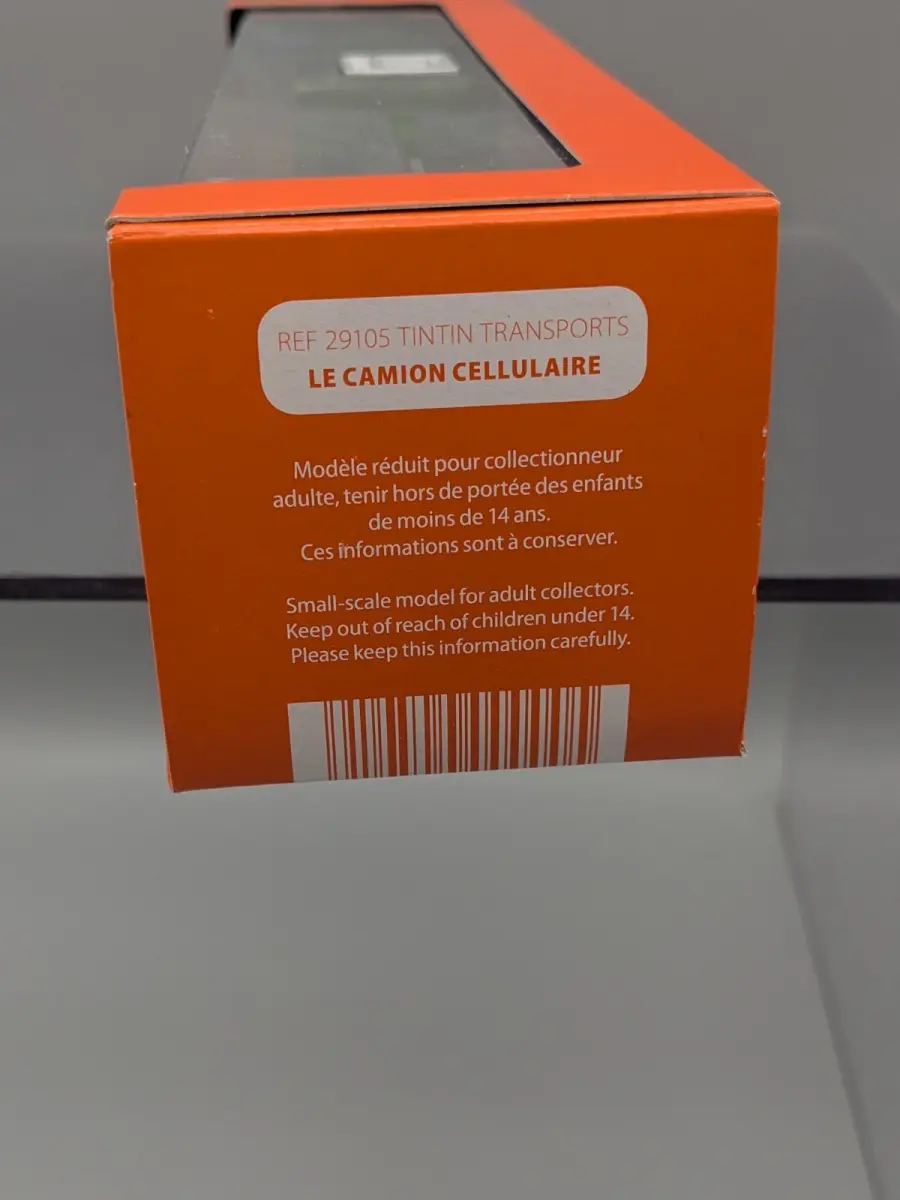 REF 29105 TINTIN TRANSPORTS
LE CAMION CELLULAIRE
Modèle réduit pour collectionneur
adulte, tenir hors de portée des enfants
de moins de 14 ans.
Ces informations sont à conserver.
Small-scale model for adult collectors.
Keep out of reach of children under 14.
Please keep this information carefully.